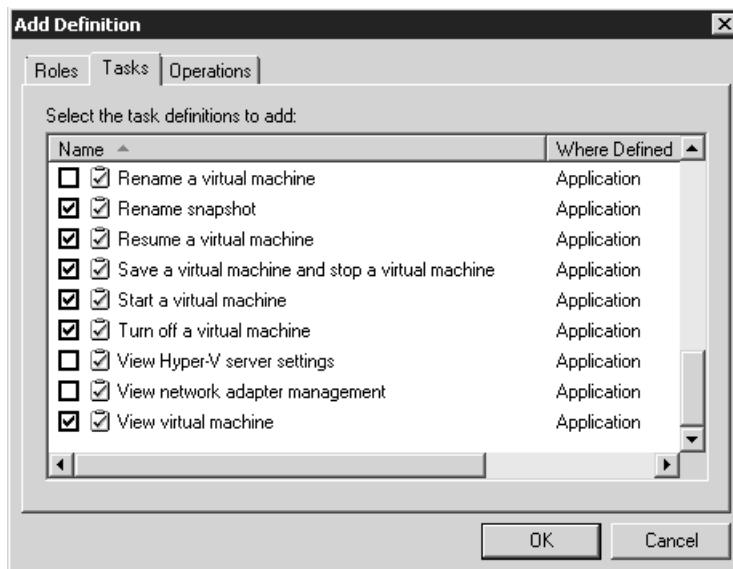 Add Definition
Roles Tasks Operations
Select the task definitions to add:
Name Where Defined
Rename a virtual machine Application
Rename snapshot Application
Resume a virtual machine Application
Save a virtual machine and stop a virtual machine Application
Start a virtual machine Application
Turn off a virtual machine Application
View Hyper-V server settings Application
View network adapter management Application
View virtual machine Application
OK Cancel